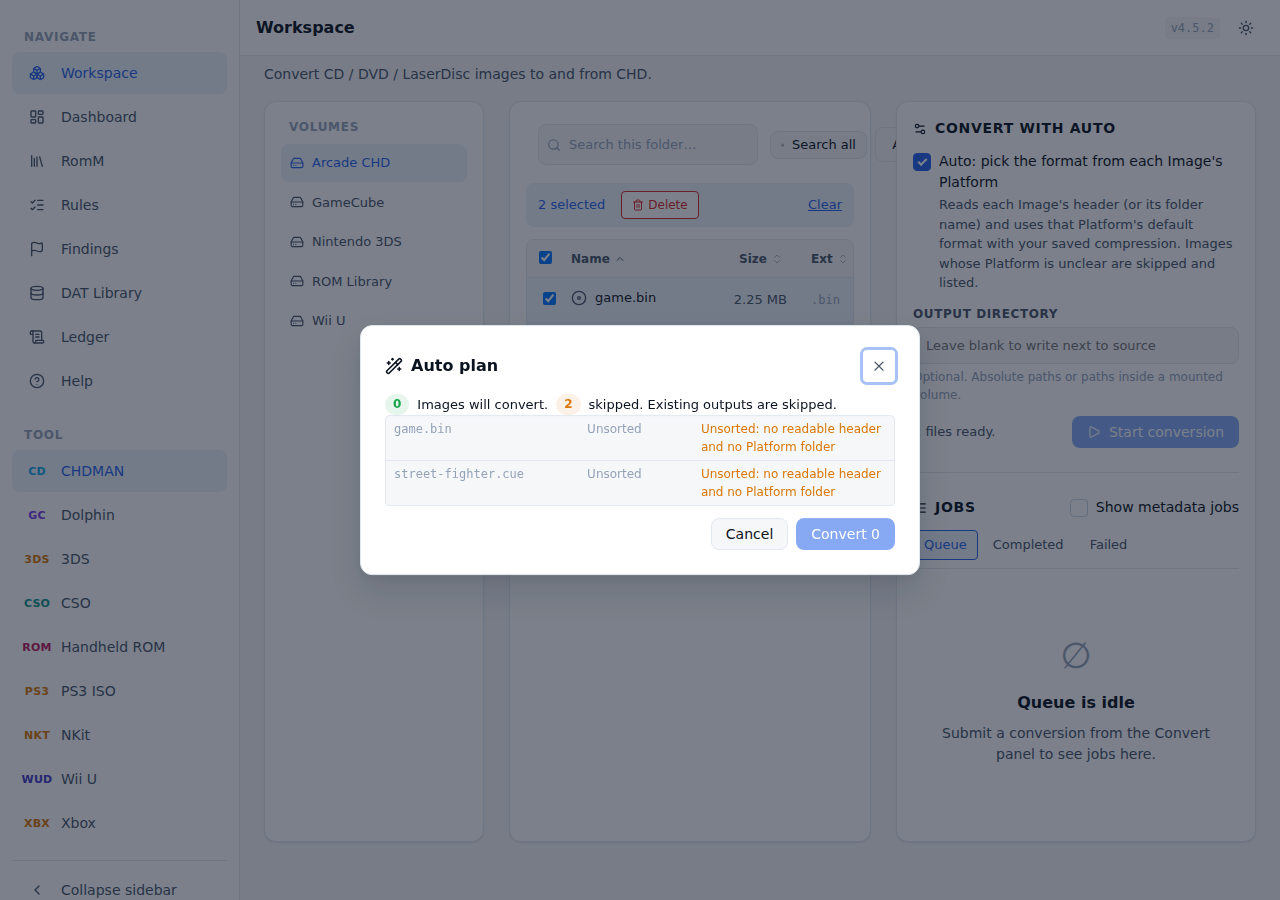 NAVIGATE
Workspace
Dashboard
RomM
Rules
Findings
DAT Library
Ledger
Help
TOOL
CD CHDMAN
GC Dolphin
3DS 3DS
CSO CSO
ROM Handheld ROM
PS3 PS3 ISO
NKT NKit
WUD Wii U
XBX Xbox
Collapse sidebar
Workspace
v4.5.2
Convert CD / DVD / LaserDisc images to and from CHD.
VOLUMES
Arcade CHD
GameCube
Nintendo 3DS
ROM Library
Wii U
Search this folder...
Search all
2 selected
Delete
Clear
Name
Size
Ext
game.bin
2.25 MB
.bin
CONVERT WITH AUTO
Auto: pick the format from each Image's
Platform
Reads each Image's header (or its folder
name) and uses that Platform's default
format with your saved compression. Images
whose Platform is unclear are skipped and
listed.
OUTPUT DIRECTORY
Leave blank to write next to source
Absolute paths or paths inside a mounted
files ready.
Start conversion
JOBS
Show metadata jobs
Queue
Completed
Failed
Queue is idle
Submit a conversion from the Convert
panel to see jobs here.
Auto plan
0 Images will convert. 2 skipped. Existing outputs are skipped.
game.bin
Unsorted
Unsorted: no readable header
and no Platform folder
street-fighter.cue
Unsorted
Unsorted: no readable header
and no Platform folder
Cancel
Convert 0